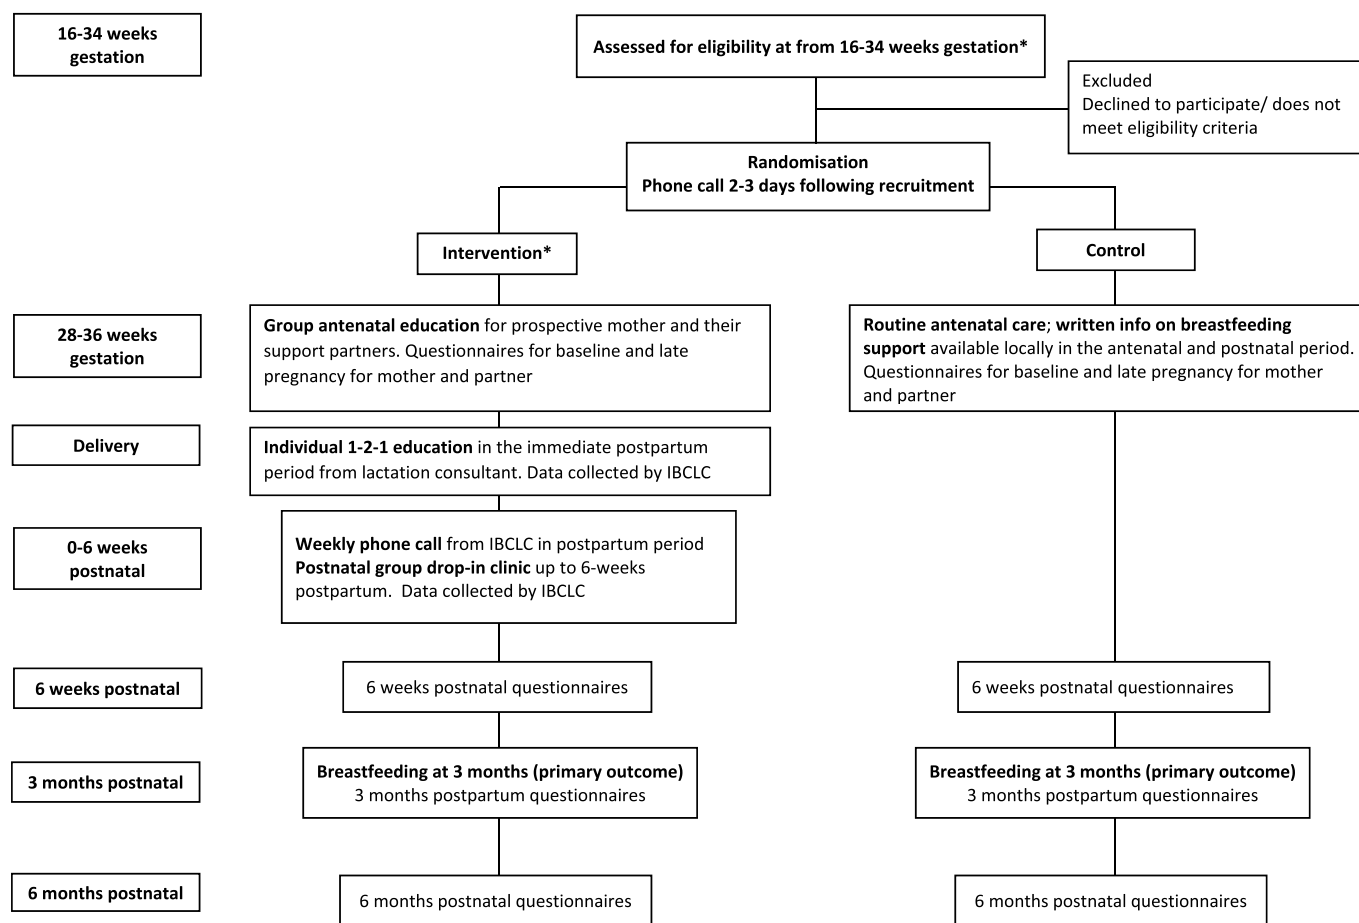 16-34 weeks
gestation
Assessed for eligibility at from 16-34 weeks gestation*
Excluded
Declined to participate/ does not
meet eligibility criteria
Randomisation
Phone call 2-3 days following recruitment
Intervention*
Control
28-36 weeks
gestation
Group antenatal education for prospective mother and their
support partners. Questionnaires for baseline and late
pregnancy for mother and partner
Routine antenatal care; written info on breastfeeding
support available locally in the antenatal and postnatal period.
Questionnaires for baseline and late pregnancy for mother
and partner
Delivery
Individual 1-2-1 education in the immediate postpartum
period from lactation consultant. Data collected by IBCLC
0-6 weeks
postnatal
Weekly phone call from IBCLC in postpartum period
Postnatal group drop-in clinic up to 6-weeks
postpartum.  Data collected by IBCLC
6 weeks postnatal
6 weeks postnatal questionnaires
6 weeks postnatal questionnaires
3 months postnatal
Breastfeeding at 3 months (primary outcome)
3 months postpartum questionnaires
Breastfeeding at 3 months (primary outcome)
3 months postpartum questionnaires
6 months postnatal
6 months postnatal questionnaires
6 months postnatal questionnaires